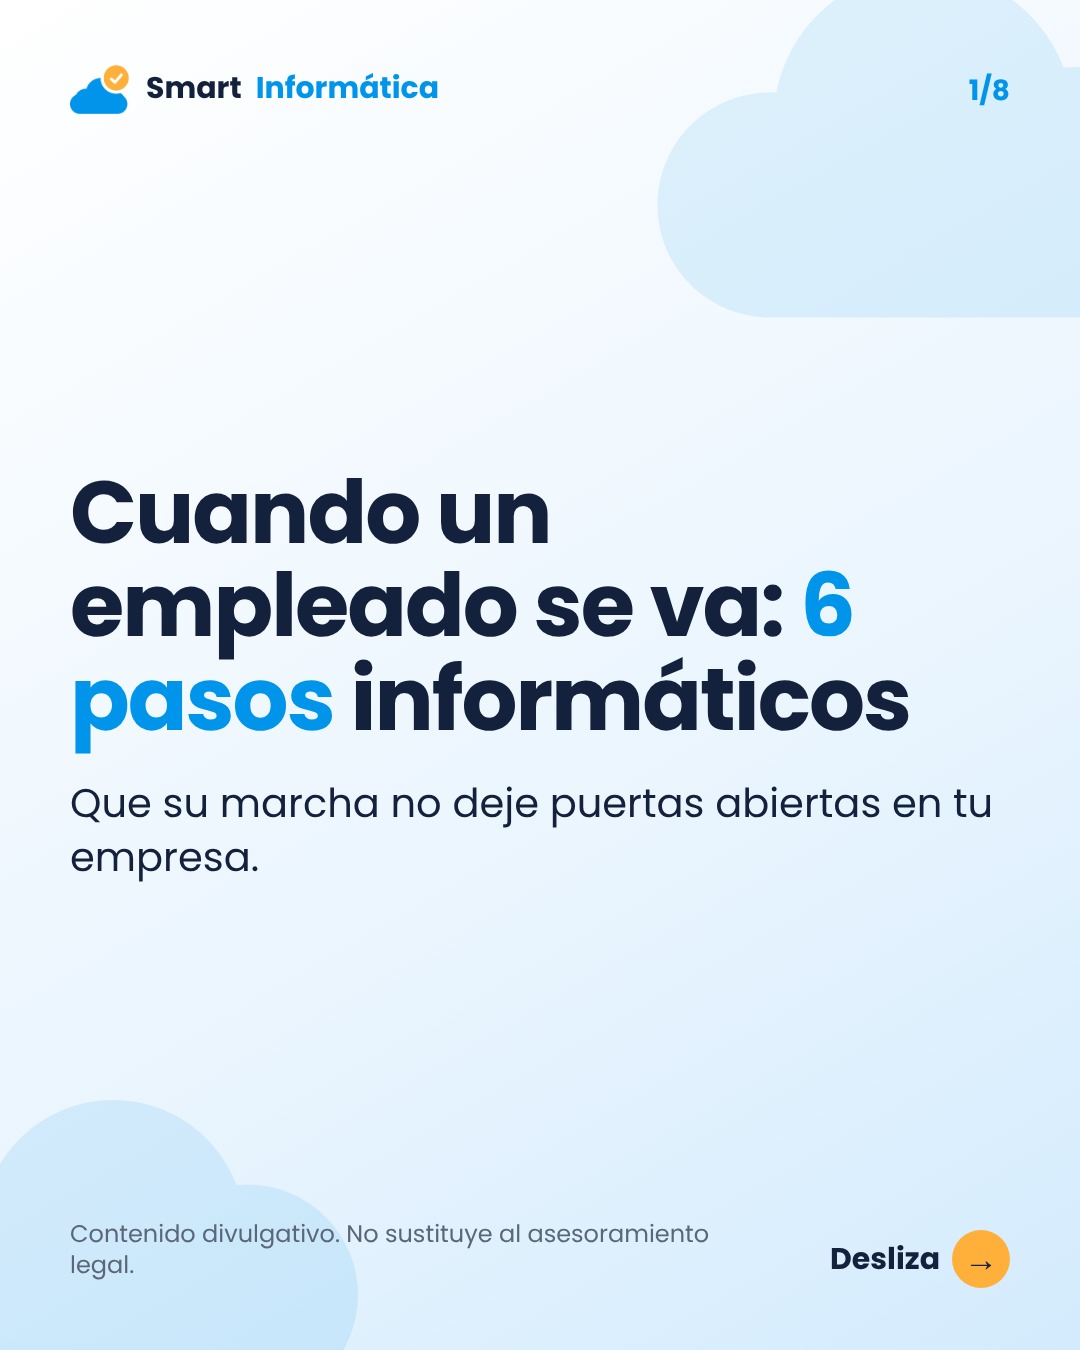 Smart Informática
1/8
Cuando un
empleado se va: 6
pasos informáticos
Que su marcha no deje puertas abiertas en tu
empresa.
Contenido divulgativo. No sustituye al asesoramiento
legal.
Desliza →